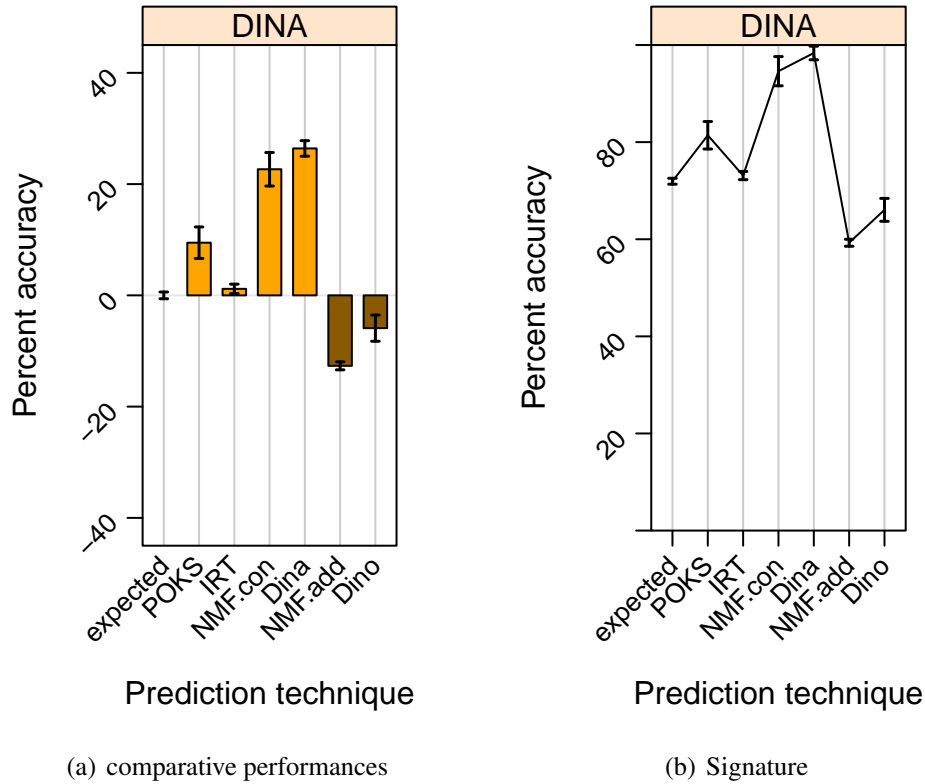 DINA
Percent accuracy
40
20
0
−20
−40
expected
POKS
IRT
NMF.con
Dina
NMF.add
Dino
Prediction technique
(a) comparative performances
DINA
Percent accuracy
80
60
40
20
expected
POKS
IRT
NMF.con
Dina
NMF.add
Dino
Prediction technique
(b) Signature